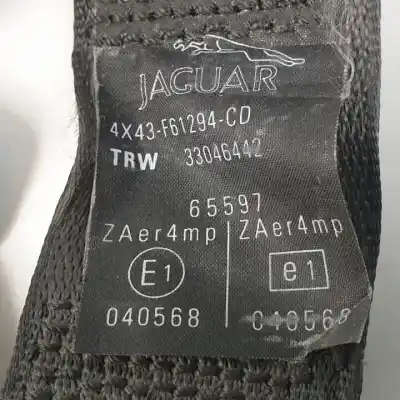 JAGUAR
4X43-F61294-CD
TRW 33046442
65597
ZAer4mp ZAer4mp
E1 e1
040568 040568